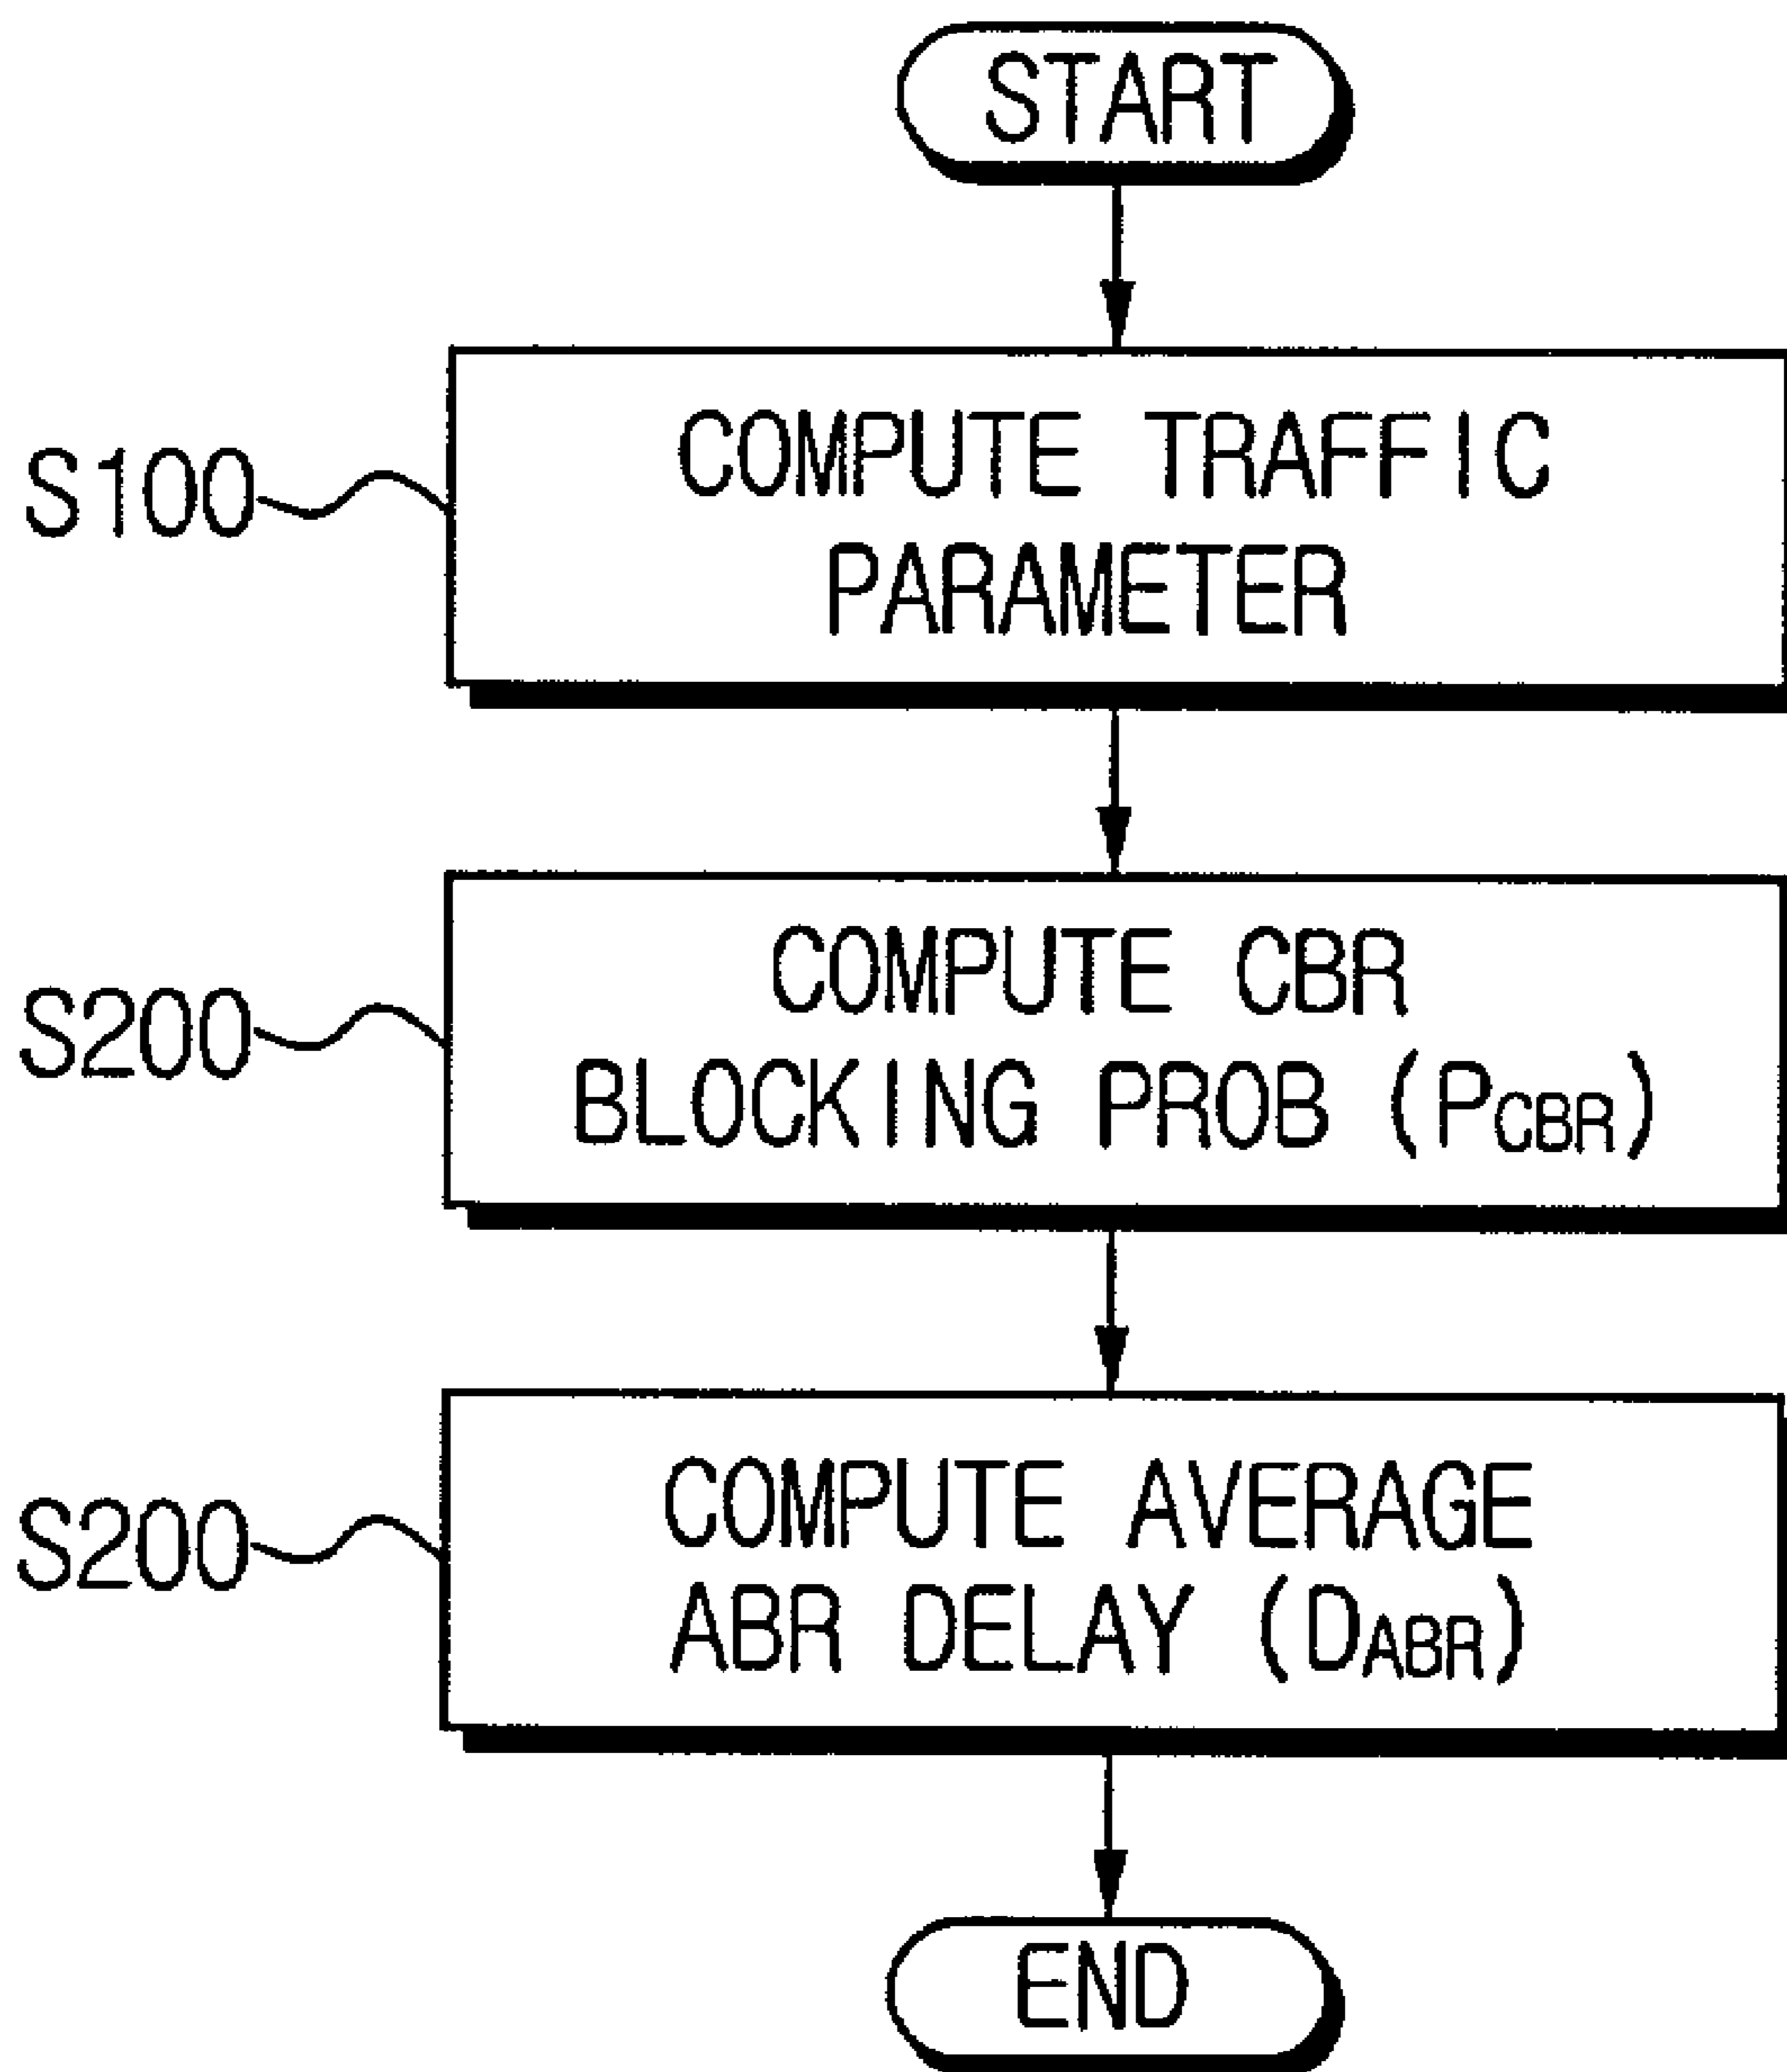 START
S100
COMPUTE TRAFFIC
PARAMETER
S200
COMPUTE CBR
BLOCKING PROB (PCBR)
S200
COMPUTE AVERAGE
ABR DELAY (DABR)
END